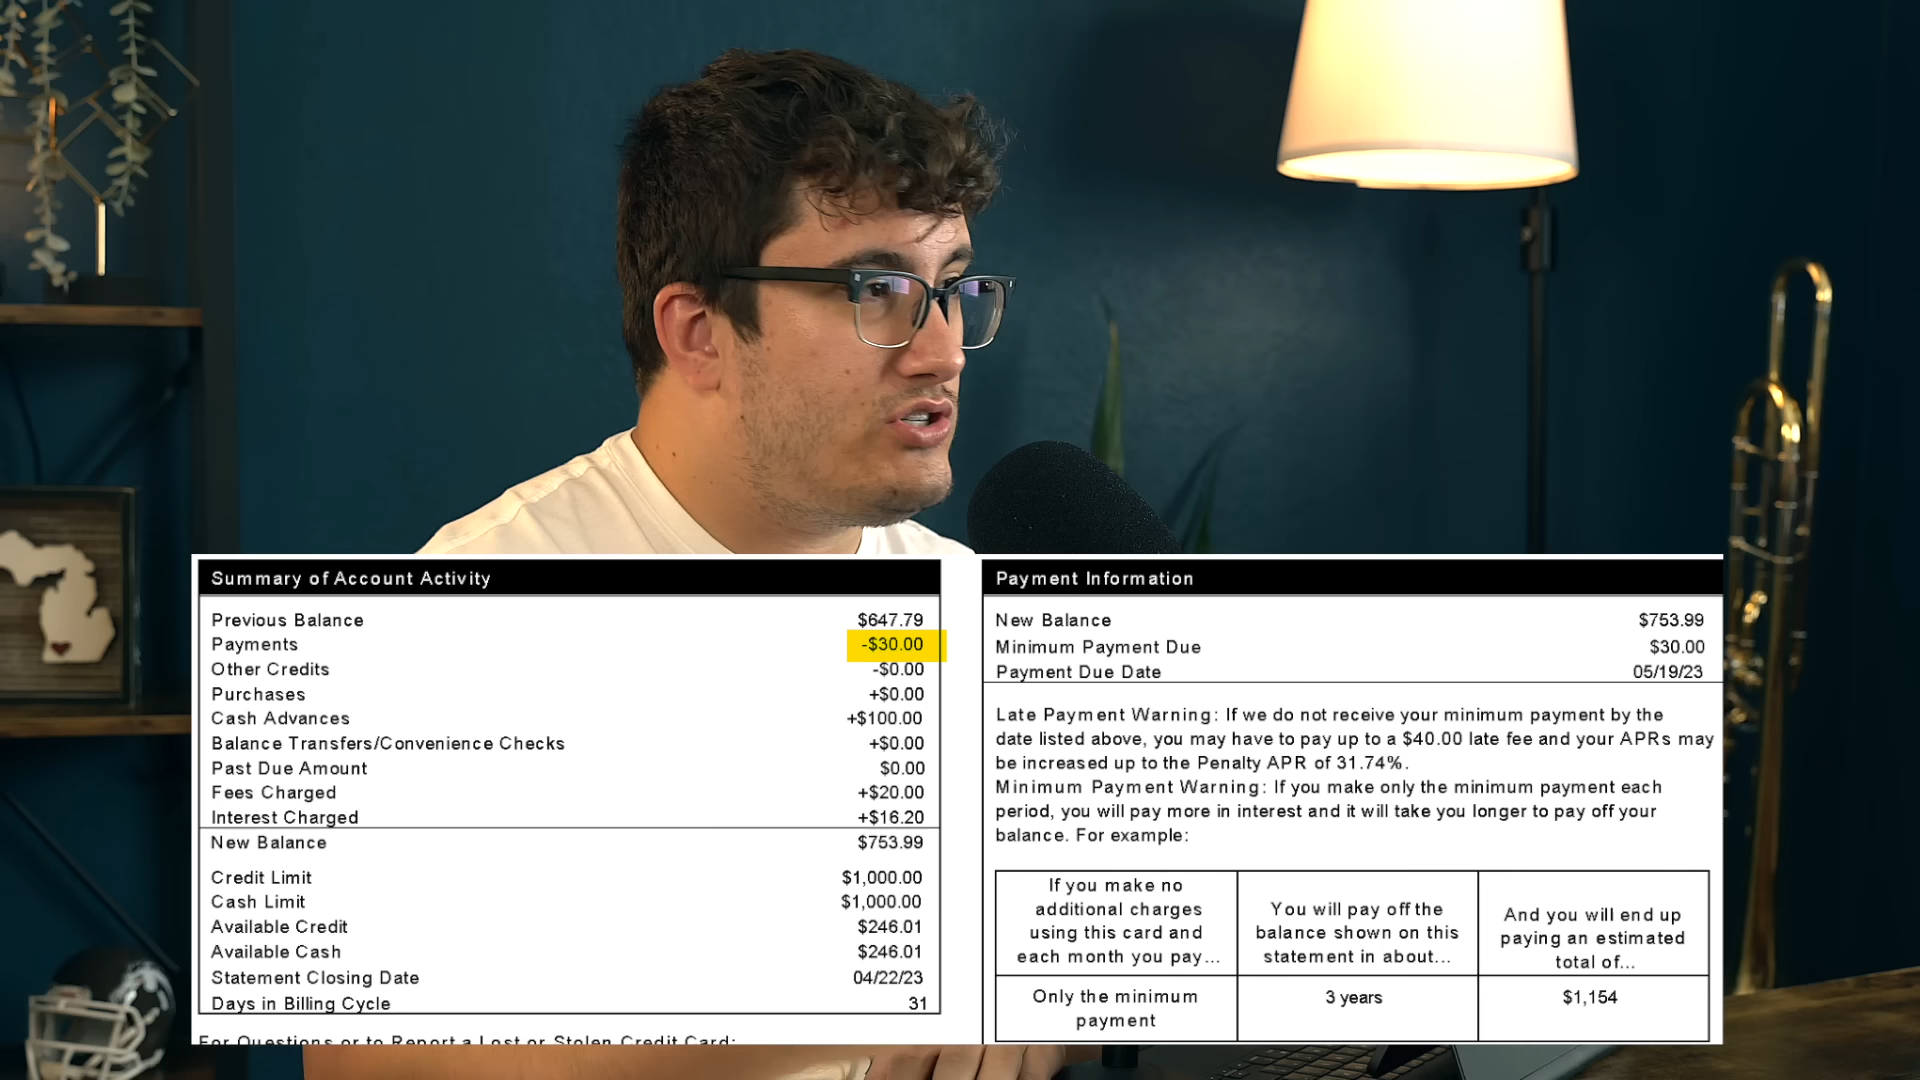 Summary of Account Activity
Previous Balance $647.79
Payments -$30.00
Other Credits -$0.00
Purchases +$0.00
Cash Advances +$100.00
Balance Transfers/Convenience Checks +$0.00
Past Due Amount $0.00
Fees Charged +$20.00
Interest Charged +$16.20
New Balance $753.99
Credit Limit $1,000.00
Cash Limit $1,000.00
Available Credit $246.01
Available Cash $246.01
Statement Closing Date 04/22/23
Days in Billing Cycle 31
For Questions or to Report a Lost or Stolen Credit Card:
Payment Information
New Balance $753.99
Minimum Payment Due $30.00
Payment Due Date 05/19/23
Late Payment Warning: If we do not receive your minimum payment by the
date listed above, you may have to pay up to a $40.00 late fee and your APRs may
be increased up to the Penalty APR of 31.74%.
Minimum Payment Warning: If you make only the minimum payment each
period, you will pay more in interest and it will take you longer to pay off your
balance. For example:
If you make no
additional charges
using this card and
each month you pay...
You will pay off the
balance shown on this
statement in about...
And you will end up
paying an estimated
total of...
Only the minimum
payment
3 years
$1,154